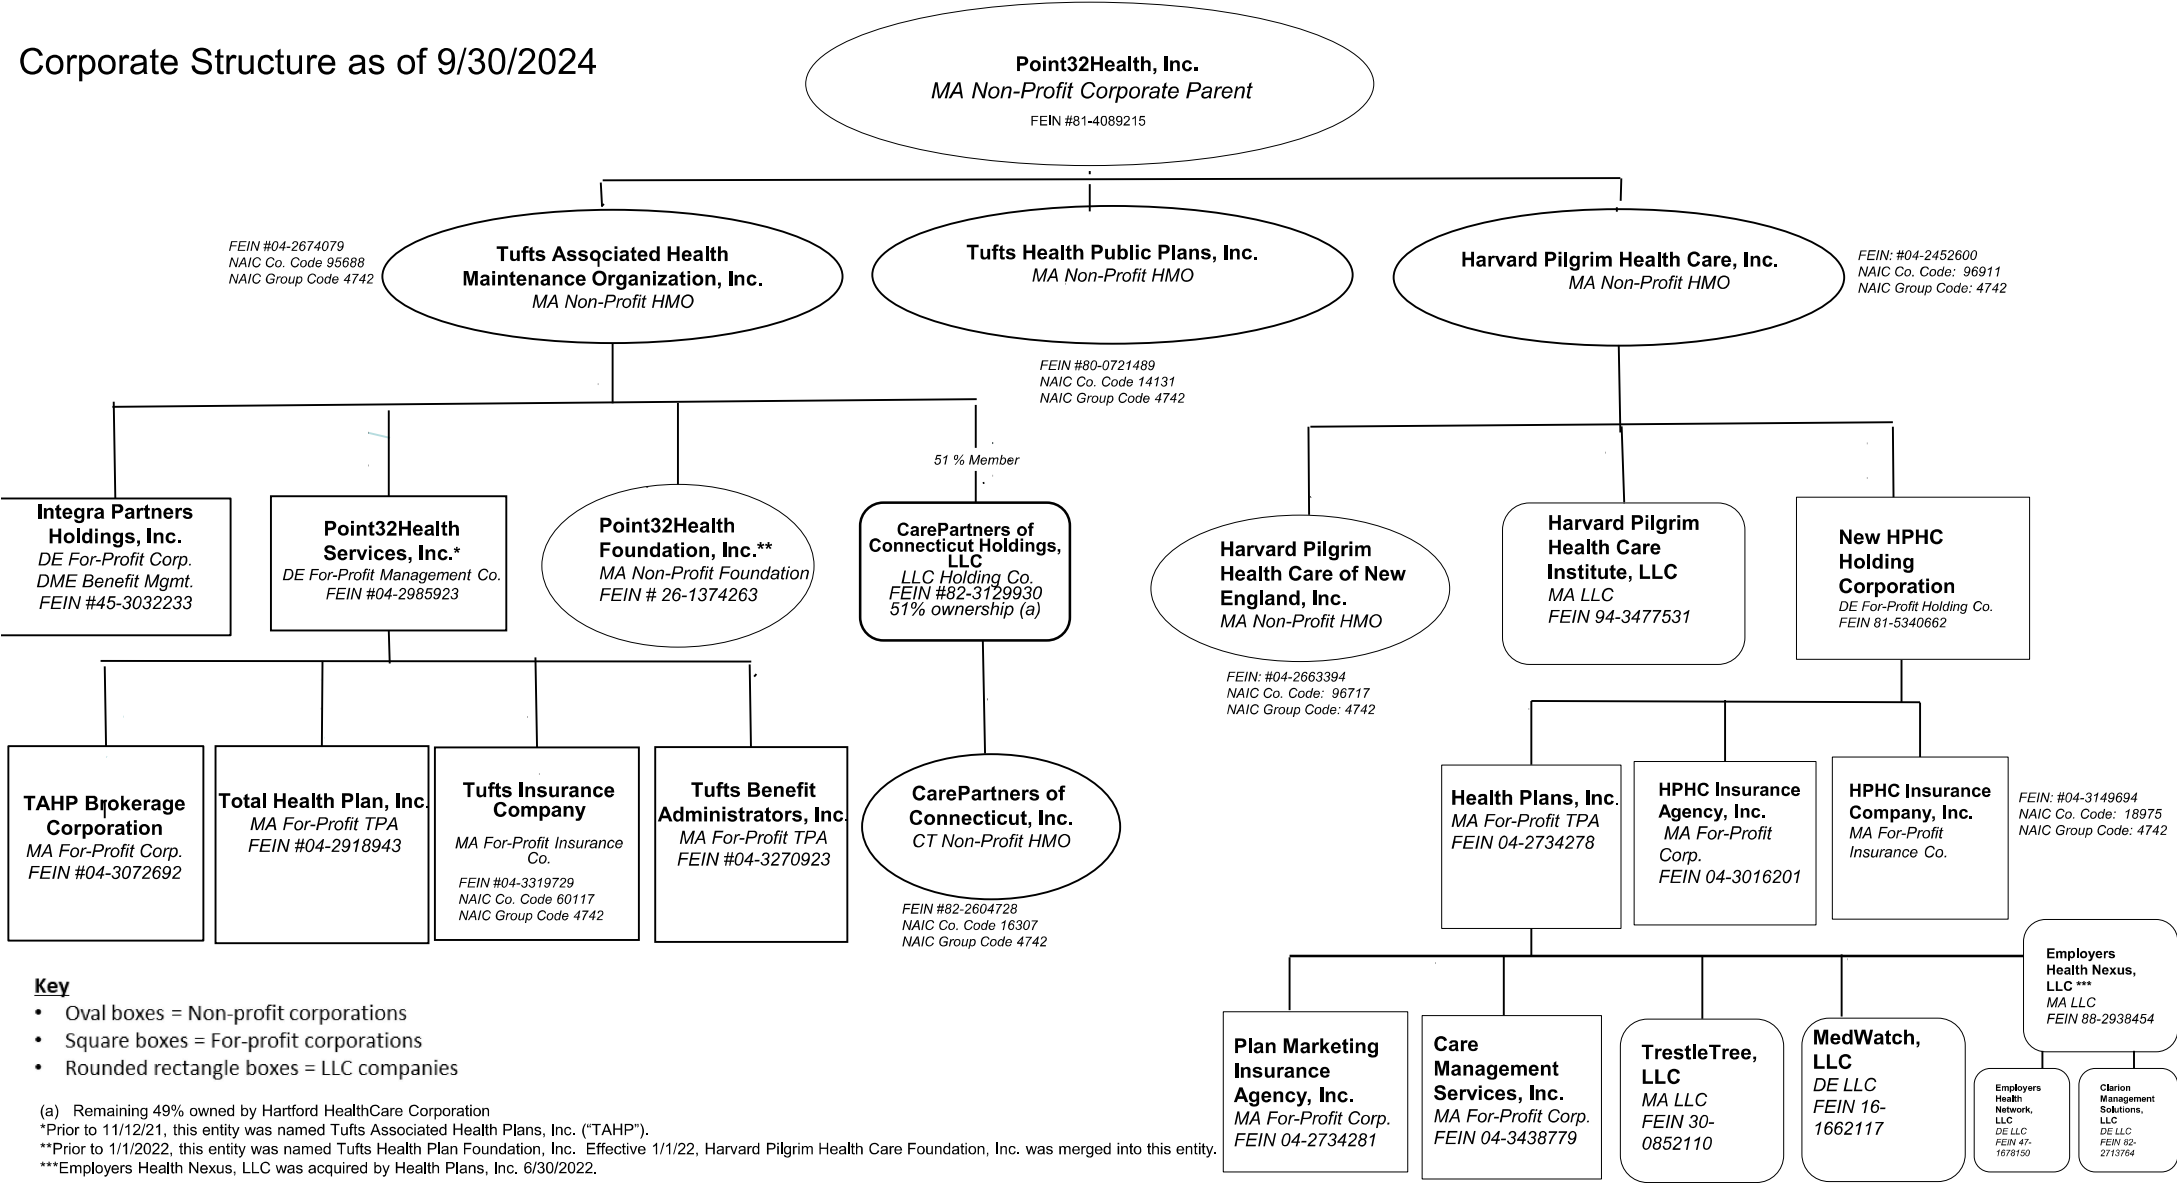 Corporate Structure as of 9/30/2024
Point32Health, Inc.
MA Non-Profit Corporate Parent
FEIN #81-4089215
FEIN #04-2674079
NAIC Co. Code 95688
NAIC Group Code 4742
Tufts Associated Health
Maintenance Organization, Inc.
MA Non-Profit HMO
Tufts Health Public Plans, Inc.
MA Non-Profit HMO
FEIN #80-0721489
NAIC Co. Code 14131
NAIC Group Code 4742
Harvard Pilgrim Health Care, Inc.
MA Non-Profit HMO
FEIN: #04-2452600
NAIC Co. Code: 96911
NAIC Group Code: 4742
51 % Member
Integra Partners
Holdings, Inc.
DE For-Profit Corp.
DME Benefit Mgmt.
FEIN #45-3032233
Point32Health
Services, Inc.*
DE For-Profit Management Co.
FEIN #04-2985923
Point32Health
Foundation, Inc.**
MA Non-Profit Foundation
FEIN # 26-1374263
CarePartners of
Connecticut Holdings,
LLC
LLC Holding Co.
FEIN #82-3129930
51% ownership (a)
Harvard Pilgrim
Health Care of New
England, Inc.
MA Non-Profit HMO
FEIN: #04-2663394
NAIC Co. Code: 96717
NAIC Group Code: 4742
Harvard Pilgrim
Health Care
Institute, LLC
MA LLC
FEIN 94-3477531
New HPHC
Holding
Corporation
DE For-Profit Holding Co.
FEIN 81-5340662
TAHP Brokerage
Corporation
MA For-Profit Corp.
FEIN #04-3072692
Total Health Plan, Inc.
MA For-Profit TPA
FEIN #04-2918943
Tufts Insurance
Company
MA For-Profit Insurance
Co.
FEIN #04-3319729
NAIC Co. Code 60117
NAIC Group Code 4742
Tufts Benefit
Administrators, Inc.
MA For-Profit TPA
FEIN #04-3270923
CarePartners of
Connecticut, Inc.
CT Non-Profit HMO
FEIN #82-2604728
NAIC Co. Code 16307
NAIC Group Code 4742
Health Plans, Inc.
MA For-Profit TPA
FEIN 04-2734278
HPHC Insurance
Agency, Inc.
MA For-Profit
Corp.
FEIN 04-3016201
HPHC Insurance
Company, Inc.
MA For-Profit
Insurance Co.
FEIN: #04-3149694
NAIC Co. Code: 18975
NAIC Group Code: 4742
Plan Marketing
Insurance
Agency, Inc.
MA For-Profit Corp.
FEIN 04-2734281
Care
Management
Services, Inc.
MA For-Profit Corp.
FEIN 04-3438779
TrestleTree,
LLC
MA LLC
FEIN 30-
0852110
MedWatch,
LLC
DE LLC
FEIN 16-
1662117
Employers
Health Nexus,
LLC ***
MA LLC
FEIN 88-2938454
Employers
Health
Network,
LLC
DE LLC
FEIN 47-
1678150
Clarion
Management
Solutions,
LLC
DE LLC
FEIN 82-
2713764
Key
• Oval boxes = Non-profit corporations
• Square boxes = For-profit corporations
• Rounded rectangle boxes = LLC companies
(a) Remaining 49% owned by Hartford HealthCare Corporation
*Prior to 11/12/21, this entity was named Tufts Associated Health Plans, Inc. (“TAHP”).
**Prior to 1/1/2022, this entity was named Tufts Health Plan Foundation, Inc. Effective 1/1/22, Harvard Pilgrim Health Care Foundation, Inc. was merged into this entity.
***Employers Health Nexus, LLC was acquired by Health Plans, Inc. 6/30/2022.